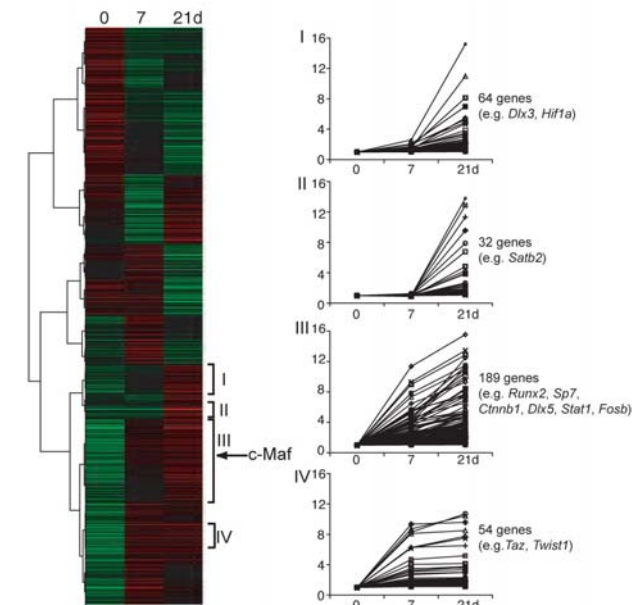 0 7 21d
I
II
III
c-Maf
IV
I 16
12
8
4
0
0 7 21d
64 genes
(e.g. Dlx3, Hif1a)
II 16
12
8
4
0
0 7 21d
32 genes
(e.g. Satb2)
III 16
12
8
4
0
0 7 21d
189 genes
(e.g. Runx2, Sp7,
Ctnnb1, Dlx5, Stat1, Fosb)
IV 16
12
8
4
0
0 7 21d
54 genes
(e.g.Taz, Twist1)